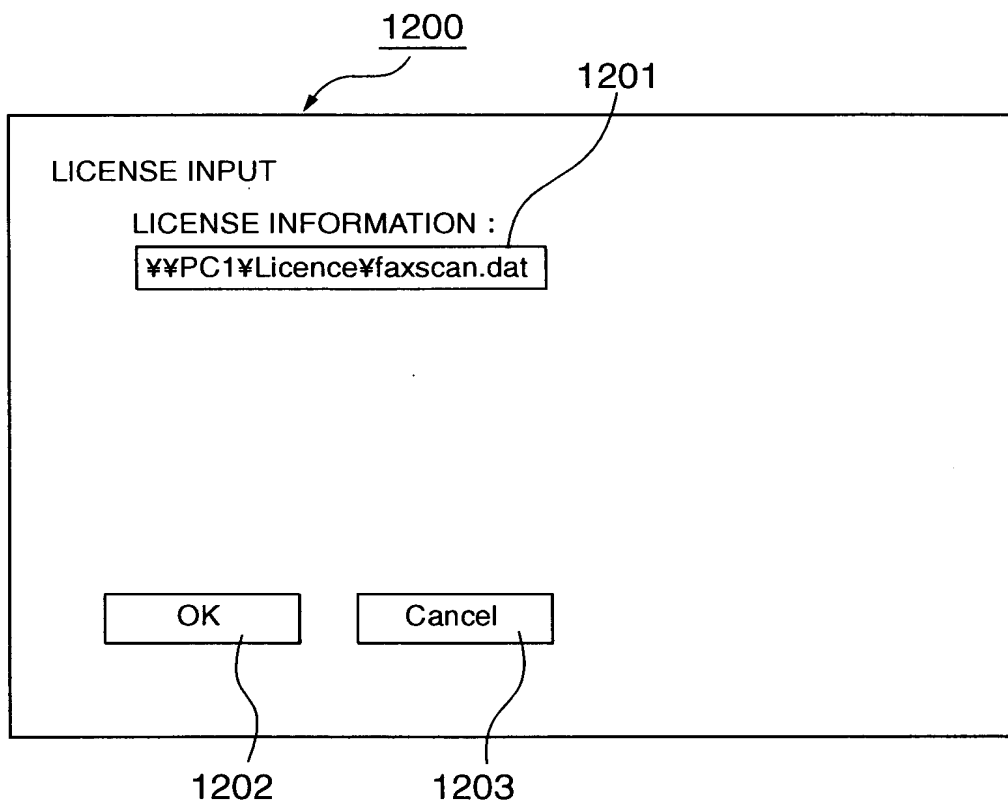 1200
1201
LICENSE INPUT
LICENSE INFORMATION :
¥¥PC1¥Licence¥faxscan.dat
OK Cancel
1202 1203